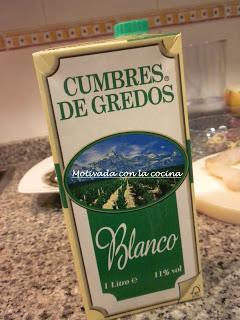 CUMBRES®
DE GREDOS
Motivada con la cocina
Blanco
1 Litro e 11% vol